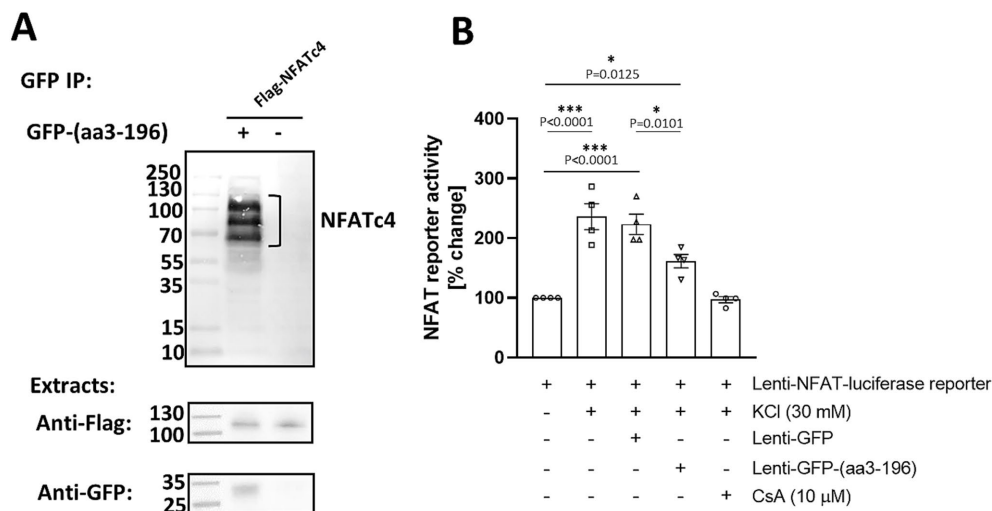 A
GFP IP:
Flag-NFATc4
GFP-(aa3-196) + -
250
130
100
70
55
35
15
10
NFATc4
Extracts:
Anti-Flag:
130
100
Anti-GFP:
35
25
B
*
P=0.0125
*** *
P<0.0001 P=0.0101
***
P<0.0001
NFAT reporter activity
[% change]
400
300
200
100
0
+ + + + + Lenti-NFAT-luciferase reporter
- + + + + KCl (30 mM)
- - + - - Lenti-GFP
- - - + - Lenti-GFP-(aa3-196)
- - - - + CsA (10 μM)